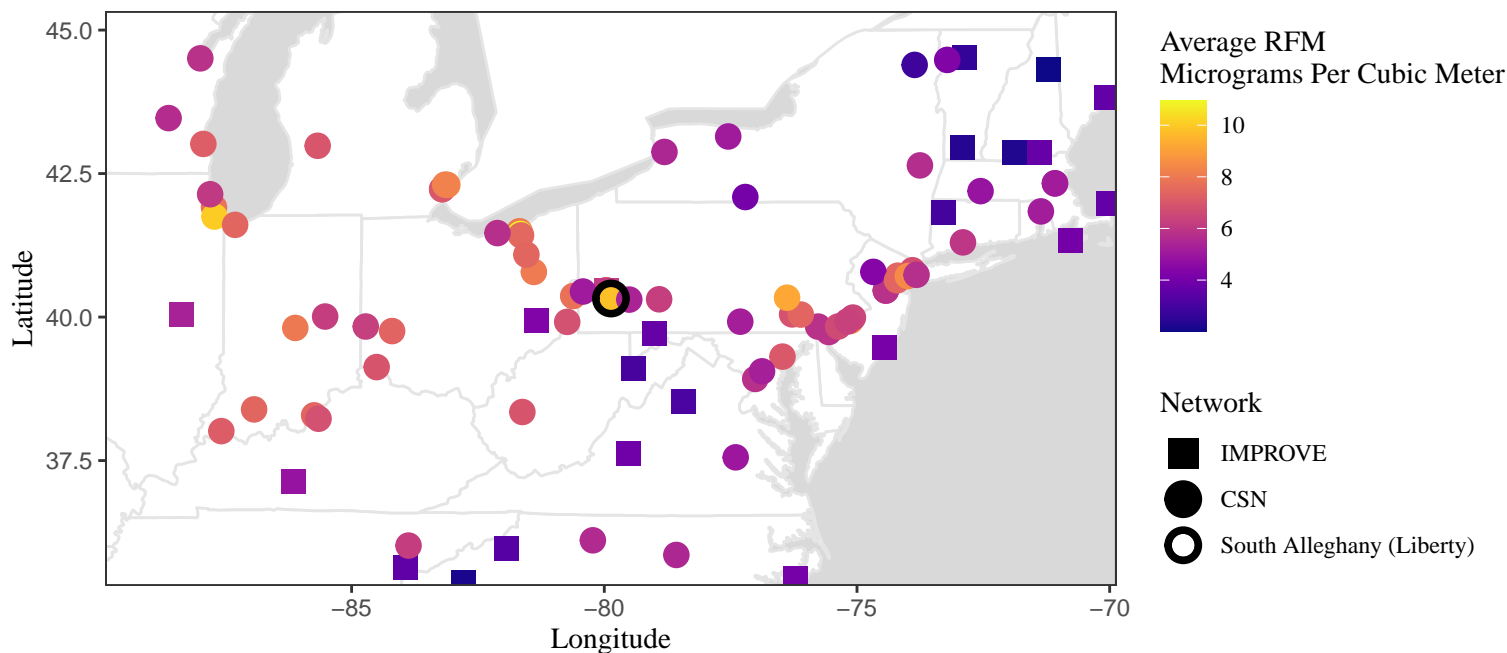 45.0
42.5
40.0
37.5
Latitude
−85
−80
−75
−70
Longitude
Average RFM
Micrograms Per Cubic Meter
10
8
6
4
Network
IMPROVE
CSN
South Alleghany (Liberty)